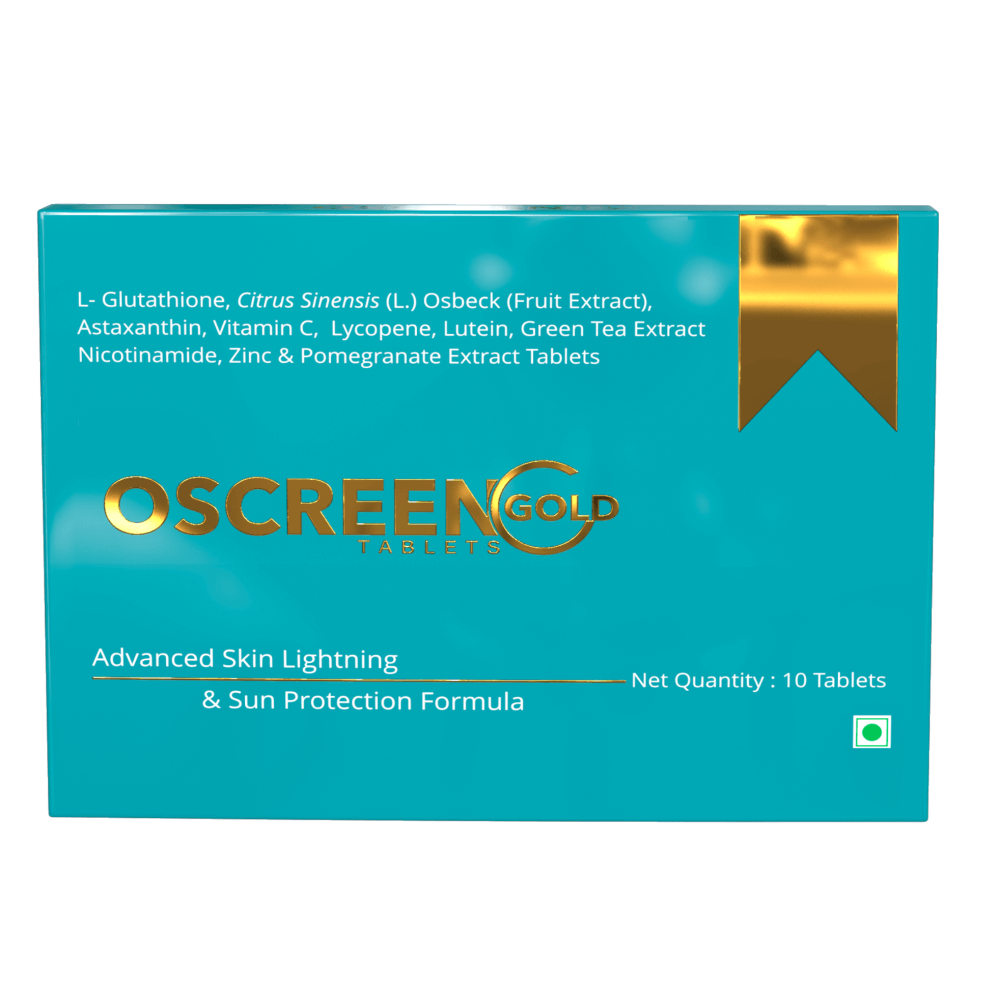 L- Glutathione, Citrus Sinensis (L.) Osbeck (Fruit Extract),
Astaxanthin, Vitamin C, Lycopene, Lutein, Green Tea Extract
Nicotinamide, Zinc & Pomegranate Extract Tablets
OSCREEN GOLD
TABLETS
Advanced Skin Lightning
& Sun Protection Formula
Net Quantity : 10 Tablets